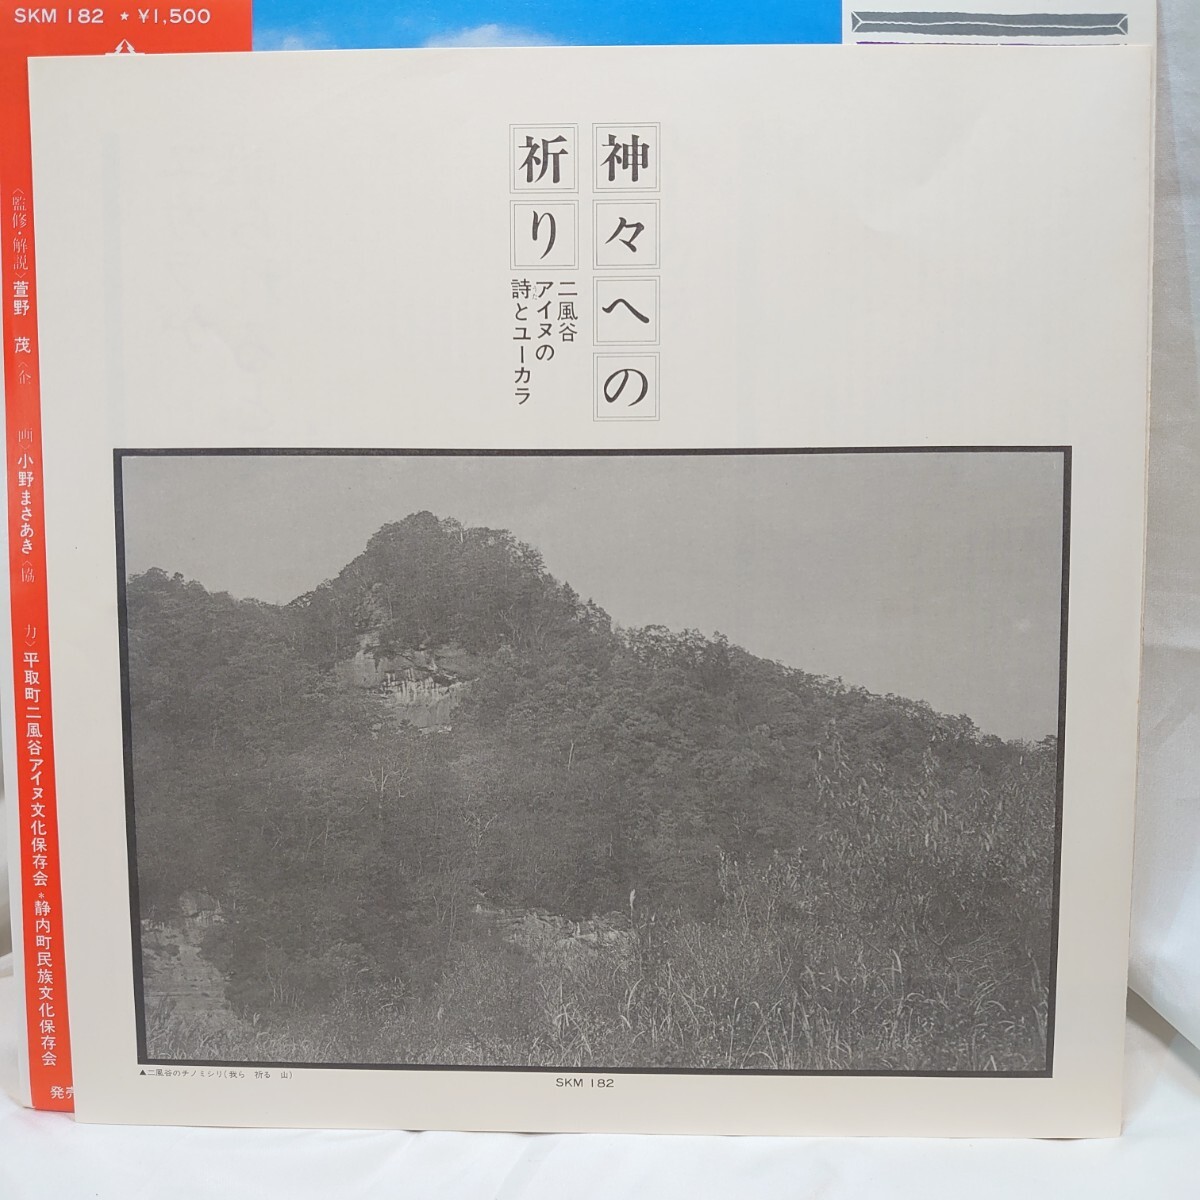 SKM 182 ★ ¥1,500
〈監修・解説〉萱野 茂〈企 画〉小野まさあき〈協 力〉平取町二風谷アイヌ文化保存会*静内町民族文化保存会
発売
神々への
祈り
二風谷
アイヌの
詩とユーカラ
うた
▲二風谷のチノミシリ(我ら 祈る 山)
SKM 182